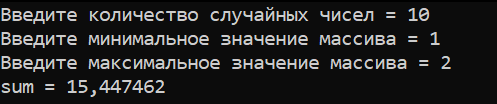 Введите количество случайных чисел = 10
Введите минимальное значение массива = 1
Введите максимальное значение массива = 2
sum = 15,447462